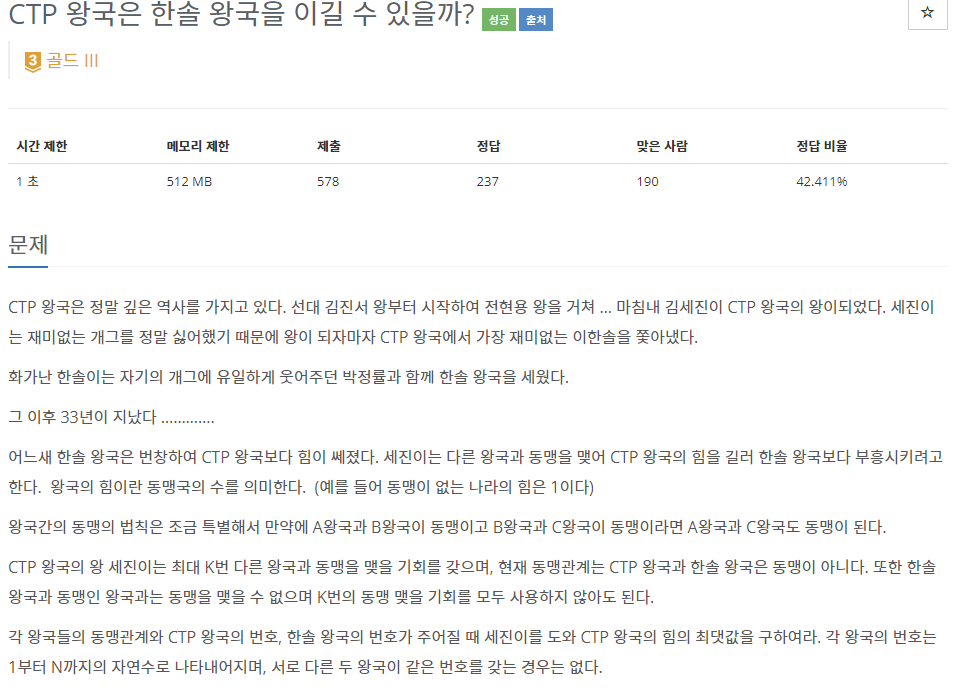 CTP 왕국은 한솔 왕국을 이길 수 있을까? 성공 출처
☆
3 골드 III
시간 제한 메모리 제한 제출 정답 맞은 사람 정답 비율
1 초 512 MB 578 237 190 42.411%
문제
CTP 왕국은 정말 깊은 역사를 가지고 있다. 선대 김진서 왕부터 시작하여 전현용 왕을 거쳐 ... 마침내 김세진이 CTP 왕국의 왕이되었다. 세진이
는 재미없는 개그를 정말 싫어했기 때문에 왕이 되자마자 CTP 왕국에서 가장 재미없는 이한솔을 쫓아냈다.
화가난 한솔이는 자기의 개그에 유일하게 웃어주던 박정률과 함께 한솔 왕국을 세웠다.
그 이후 33년이 지났다 .............
어느새 한솔 왕국은 번창하여 CTP 왕국보다 힘이 쎄졌다. 세진이는 다른 왕국과 동맹을 맺어 CTP 왕국의 힘을 길러 한솔 왕국보다 부흥시키려고
한다. 왕국의 힘이란 동맹국의 수를 의미한다. (예를 들어 동맹이 없는 나라의 힘은 1이다)
왕국간의 동맹의 법칙은 조금 특별해서 만약에 A왕국과 B왕국이 동맹이고 B왕국과 C왕국이 동맹이라면 A왕국과 C왕국도 동맹이 된다.
CTP 왕국의 왕 세진이는 최대 K번 다른 왕국과 동맹을 맺을 기회를 갖으며, 현재 동맹관계는 CTP 왕국과 한솔 왕국은 동맹이 아니다. 또한 한솔
왕국과 동맹인 왕국과는 동맹을 맺을 수 없으며 K번의 동맹 맺을 기회를 모두 사용하지 않아도 된다.
각 왕국들의 동맹관계와 CTP 왕국의 번호, 한솔 왕국의 번호가 주어질 때 세진이를 도와 CTP 왕국의 힘의 최댓값을 구하여라. 각 왕국의 번호는
1부터 N까지의 자연수로 나타내어지며, 서로 다른 두 왕국이 같은 번호를 갖는 경우는 없다.